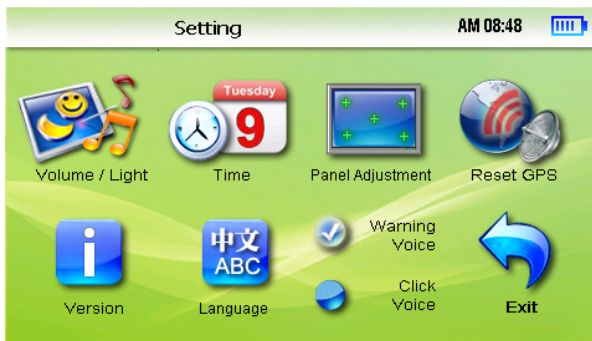 Setting
AM 08:48
Tuesday
9
Volume / Light
Time
Panel Adjustment
Reset GPS
中文
ABC
Warning
Voice
Click
Voice
Version
Language
Exit